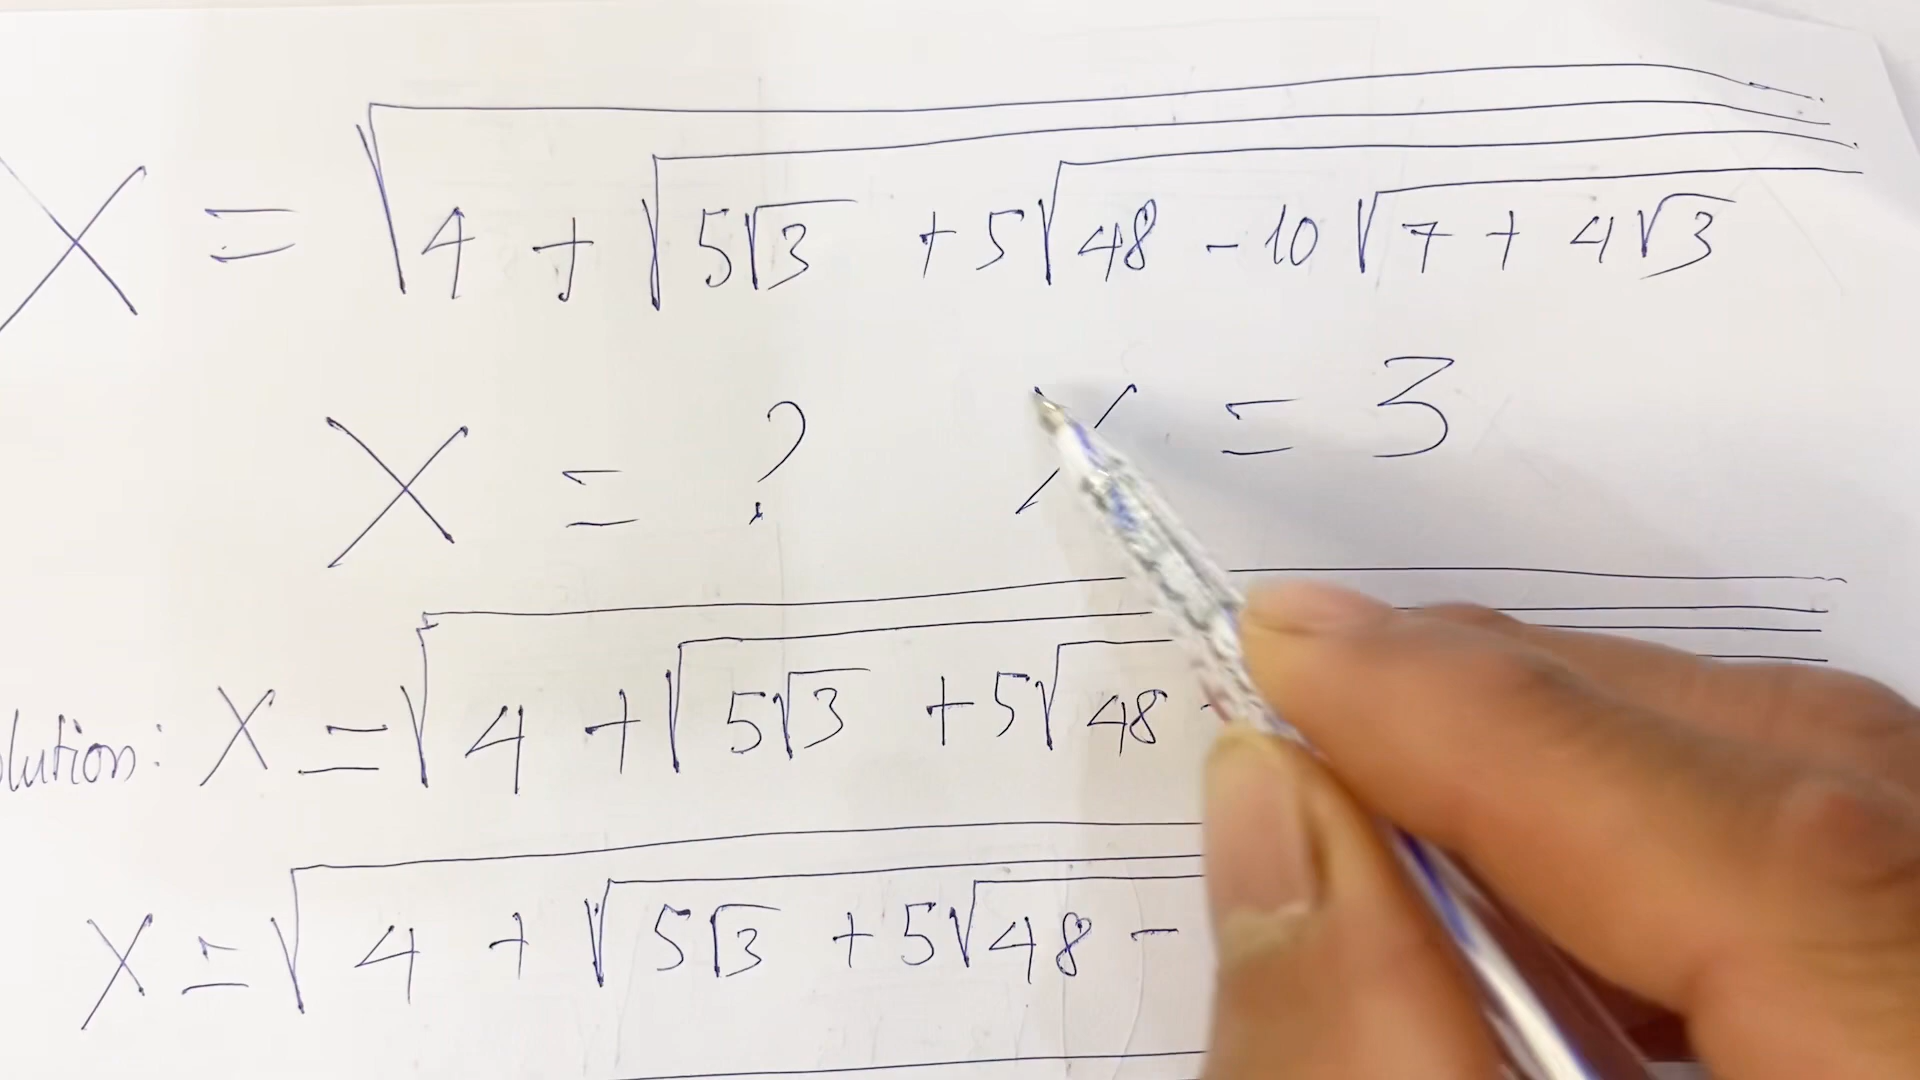 X = √(4 + √(5√3 + 5√(48 - 10√(7 + 4√3))))
X = ? X = 3
lution: X = √(4 + √(5√3 + 5√(48 -
X = √(4 + √(5√3 + 5√(48 -